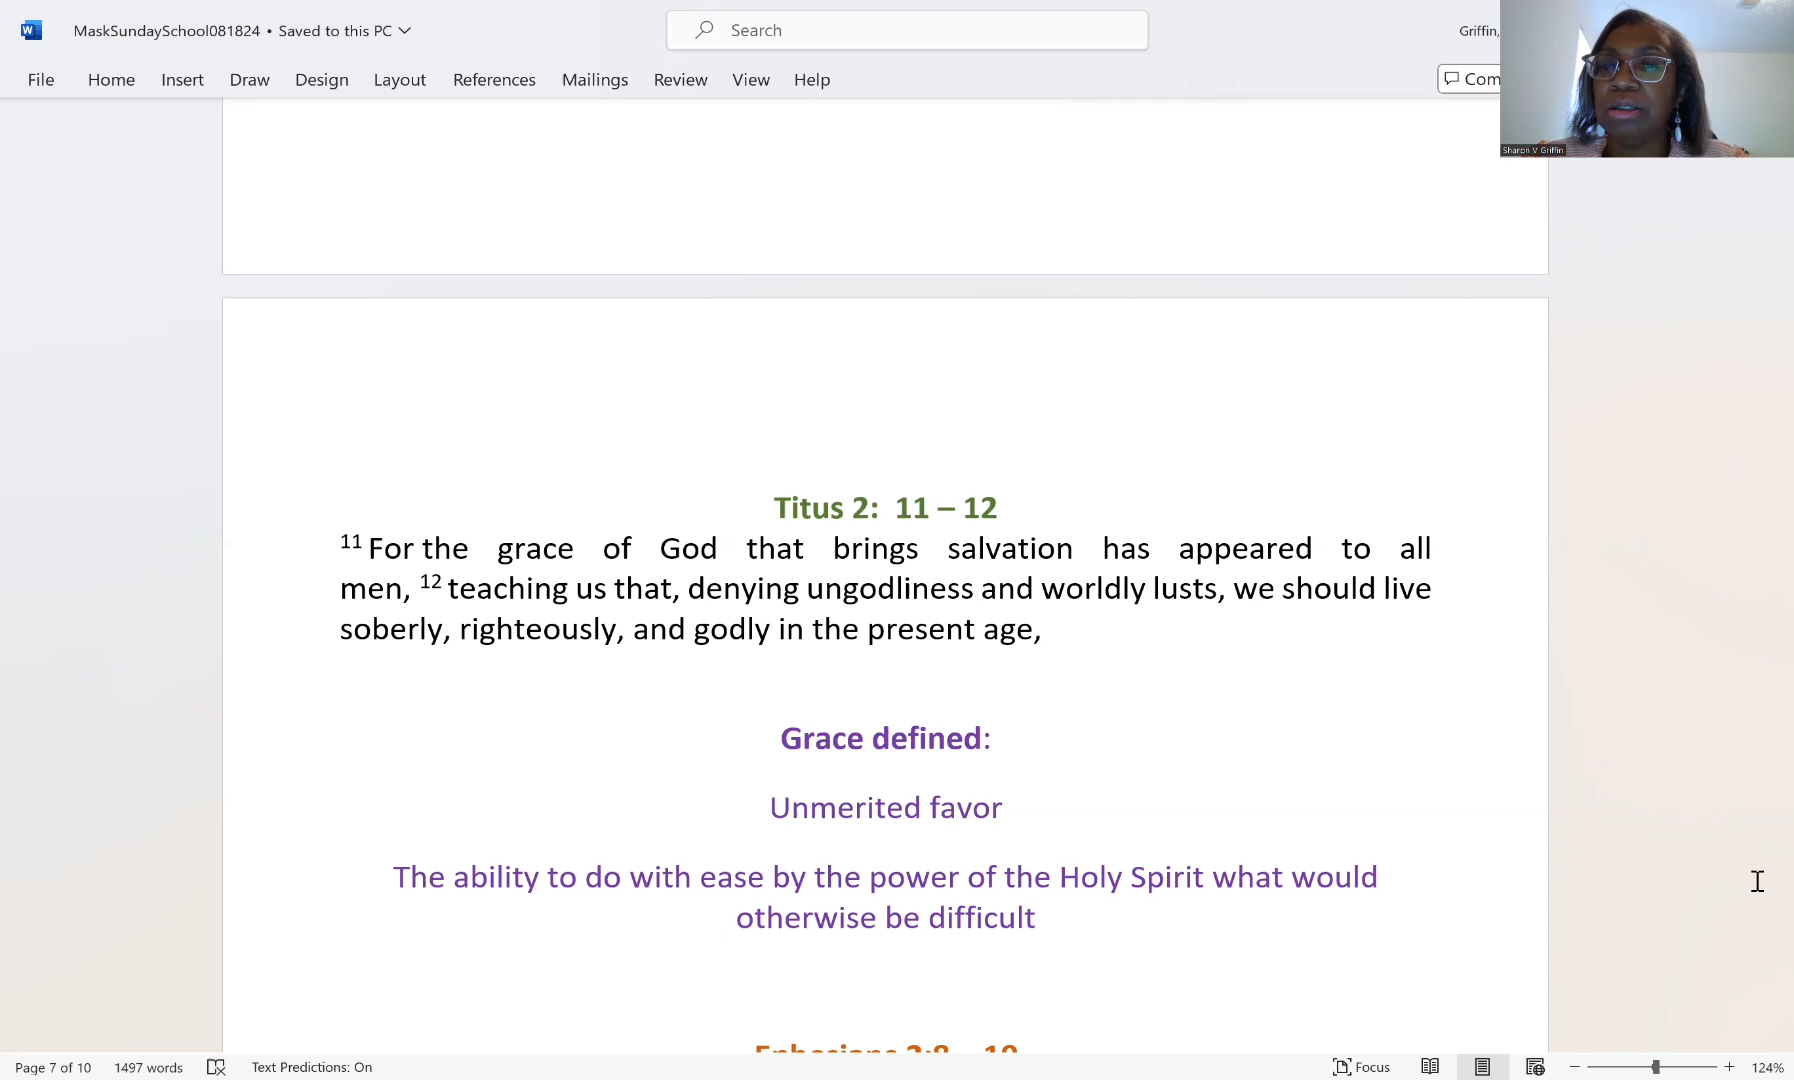 MaskSundaySchool081824 • Saved to this PC
Search
Griffin,
File Home Insert Draw Design Layout References Mailings Review View Help
Com
Sharon V Griffin
Titus 2:  11 – 12
11 For the grace of God that brings salvation has appeared to all
men, 12 teaching us that, denying ungodliness and worldly lusts, we should live
soberly, righteously, and godly in the present age,
Grace defined:
Unmerited favor
The ability to do with ease by the power of the Holy Spirit what would
otherwise be difficult
Ephesians 2:8 – 10
Page 7 of 10 1497 words Text Predictions: On Focus 124%